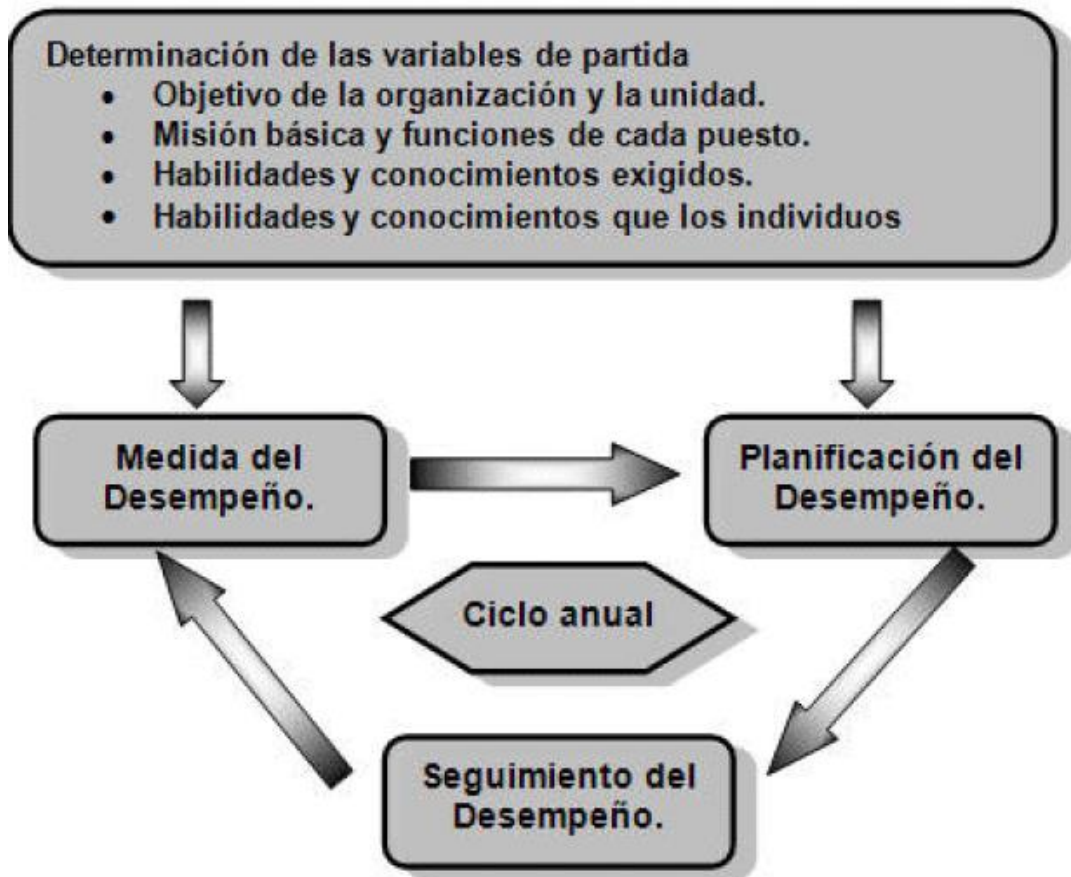 Determinación de las variables de partida
• Objetivo de la organización y la unidad.
• Misión básica y funciones de cada puesto.
• Habilidades y conocimientos exigidos.
• Habilidades y conocimientos que los individuos
Medida del
Desempeño.
Planificación del
Desempeño.
Ciclo anual
Seguimiento del
Desempeño.